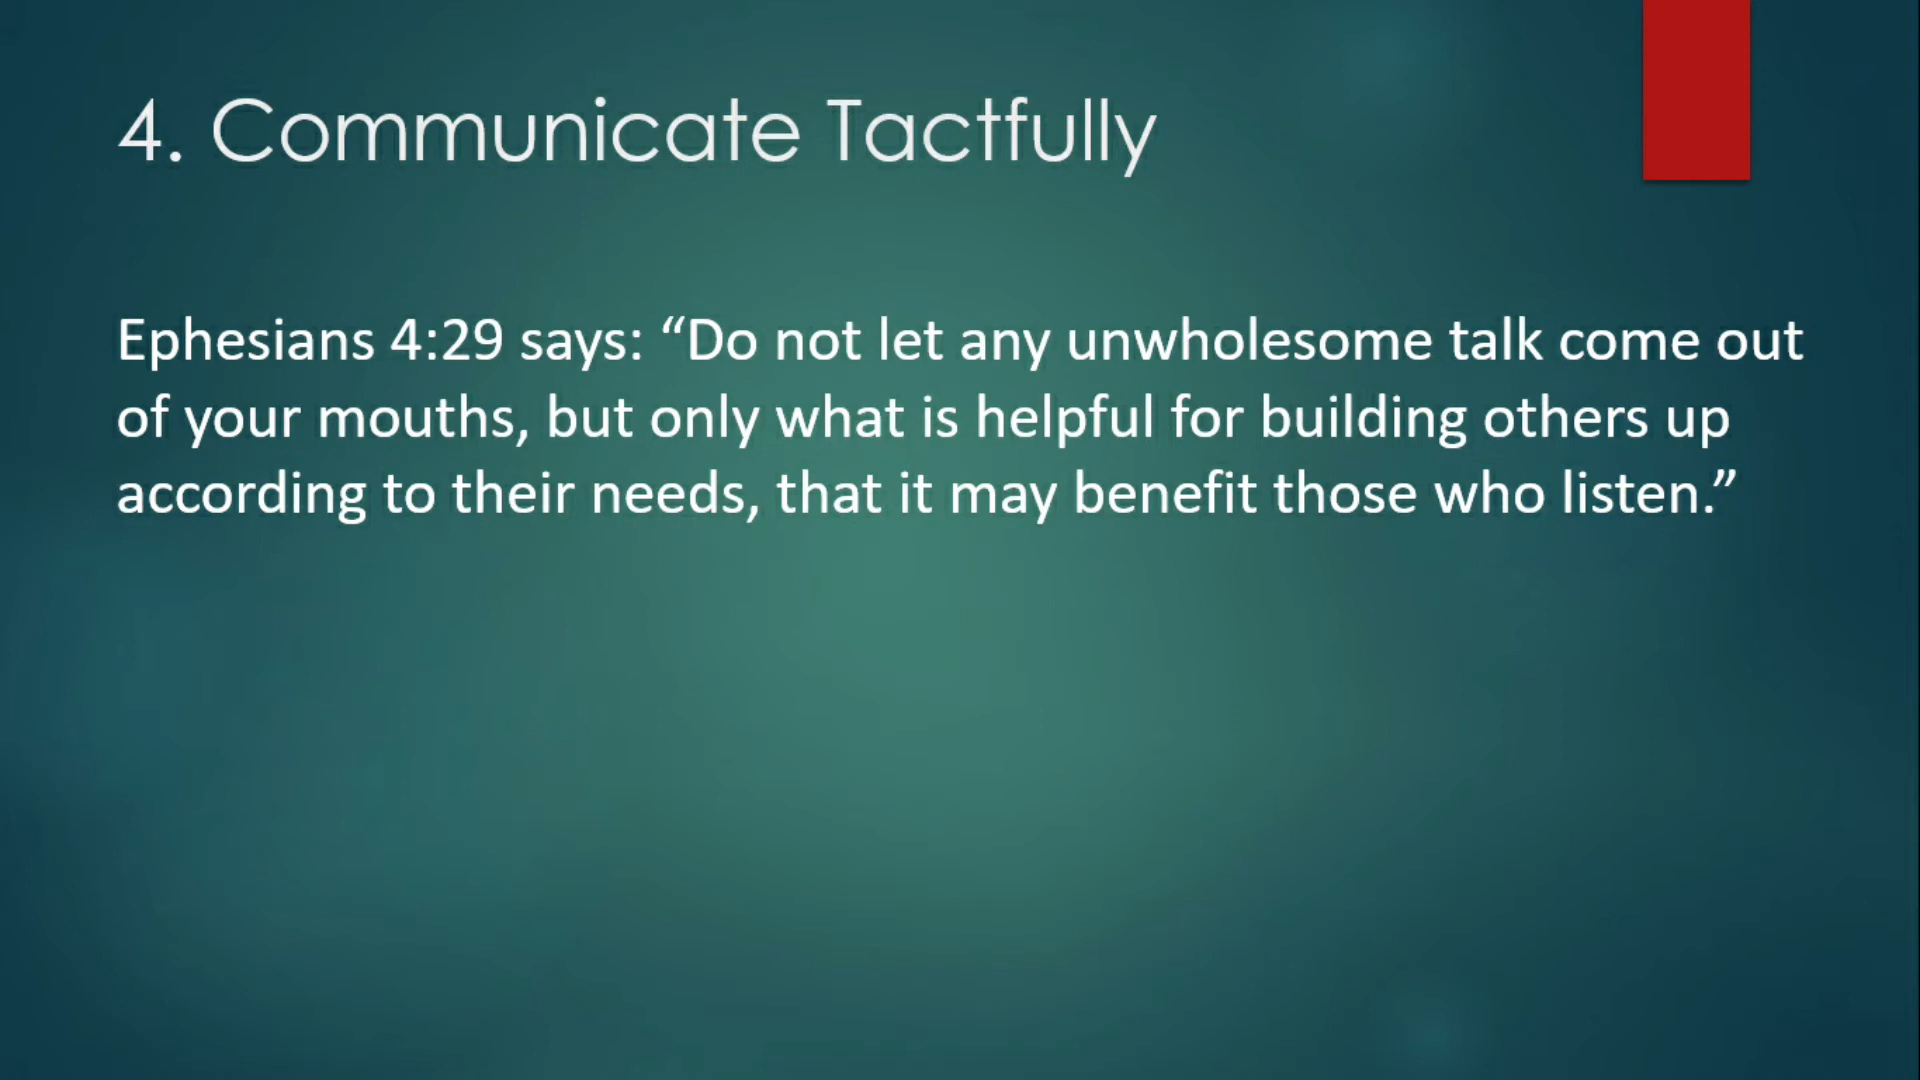 4. Communicate Tactfully
Ephesians 4:29 says: “Do not let any unwholesome talk come out
of your mouths, but only what is helpful for building others up
according to their needs, that it may benefit those who listen.”